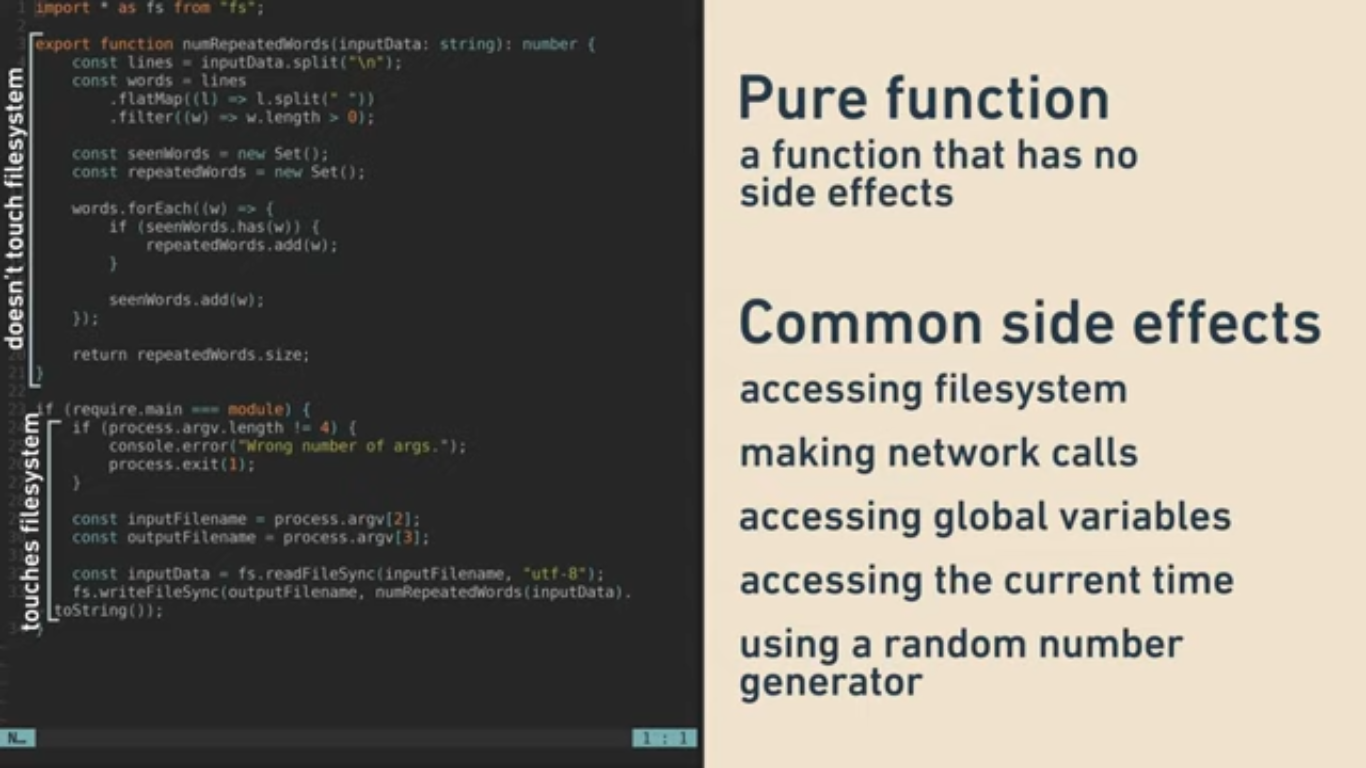 import * as fs from "fs";
export function numRepeatedWords(inputData: string): number {
const lines = inputData.split("\n");
const words = lines
.flatMap((l) => l.split(" "))
.filter((w) => w.length > 0);
const seenWords = new Set();
const repeatedWords = new Set();
words.forEach((w) => {
if (seenWords.has(w)) {
repeatedWords.add(w);
}
seenWords.add(w);
});
return repeatedWords.size;
}
if (require.main === module) {
if (process.argv.length != 4) {
console.error("Wrong number of args.");
process.exit(1);
}
const inputFilename = process.argv[2];
const outputFilename = process.argv[3];
const inputData = fs.readFileSync(inputFilename, "utf-8");
fs.writeFileSync(outputFilename, numRepeatedWords(inputData).
toString());
}
doesn't touch filesystem
touches filesystem
N…
1 : 1
Pure function
a function that has no
side effects
Common side effects
accessing filesystem
making network calls
accessing global variables
accessing the current time
using a random number
generator